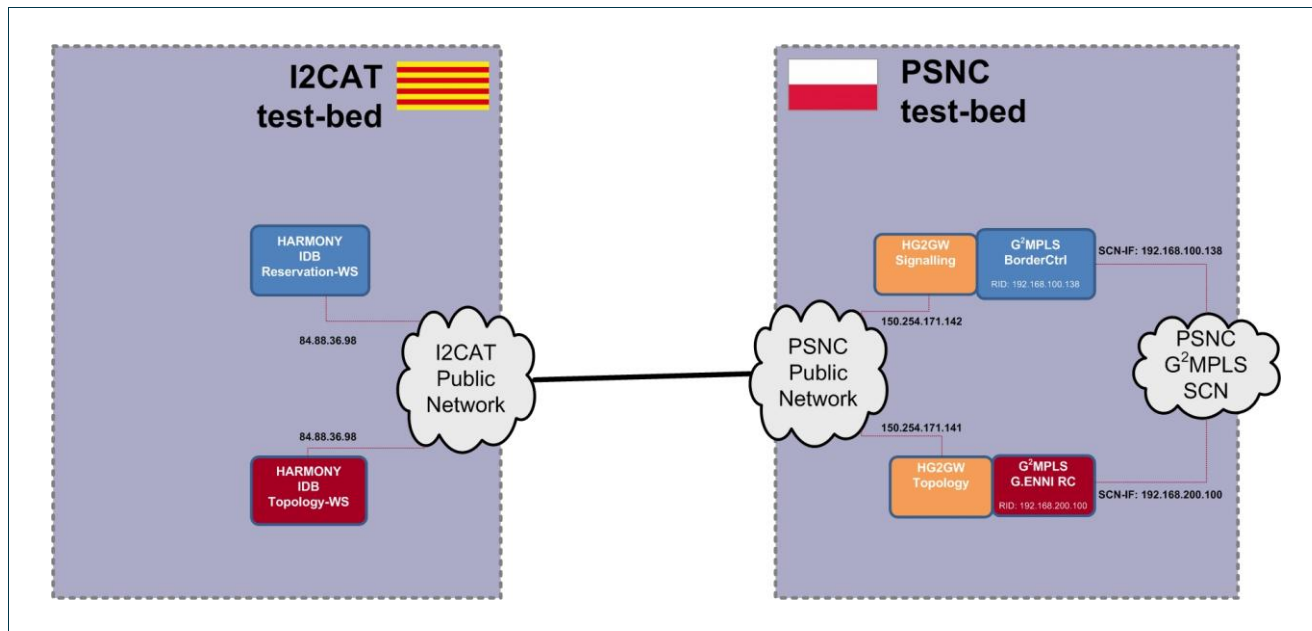 I2CAT
test-bed
HARMONY
IDB
Reservation-WS
84.88.36.98
I2CAT
Public
Network
84.88.36.98
HARMONY
IDB
Topology-WS
PSNC
test-bed
HG2GW
Signalling
G²MPLS
BorderCtrl
RID: 192.168.100.138
SCN-IF: 192.168.100.138
150.254.171.142
PSNC
Public
Network
PSNC
G²MPLS
SCN
150.254.171.141
HG2GW
Topology
G²MPLS
G.ENNI RC
RID: 192.168.200.100
SCN-IF: 192.168.200.100